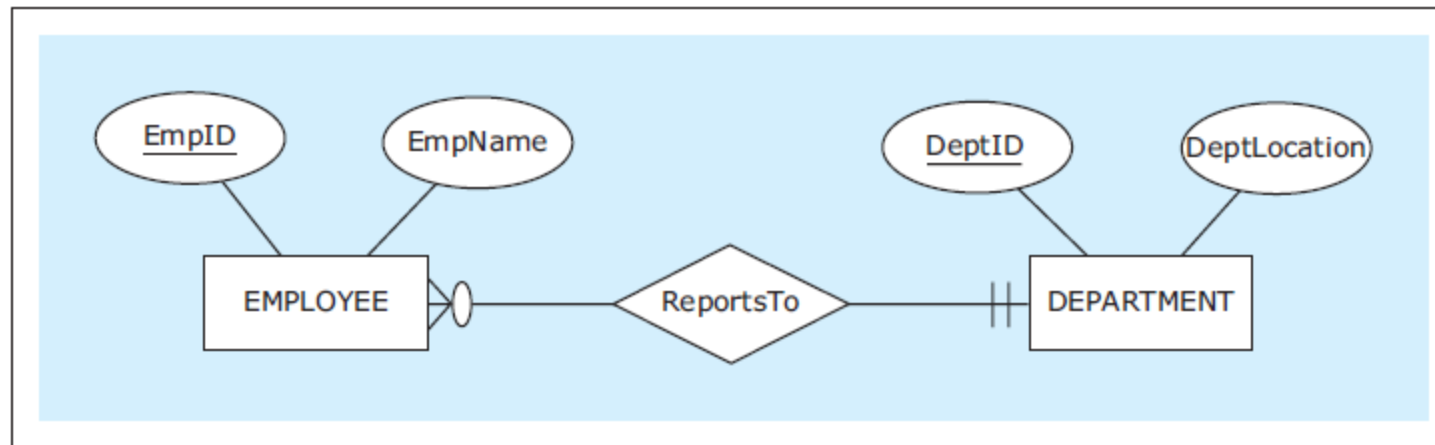 EmpID
EmpName
DeptID
DeptLocation
EMPLOYEE
ReportsTo
DEPARTMENT